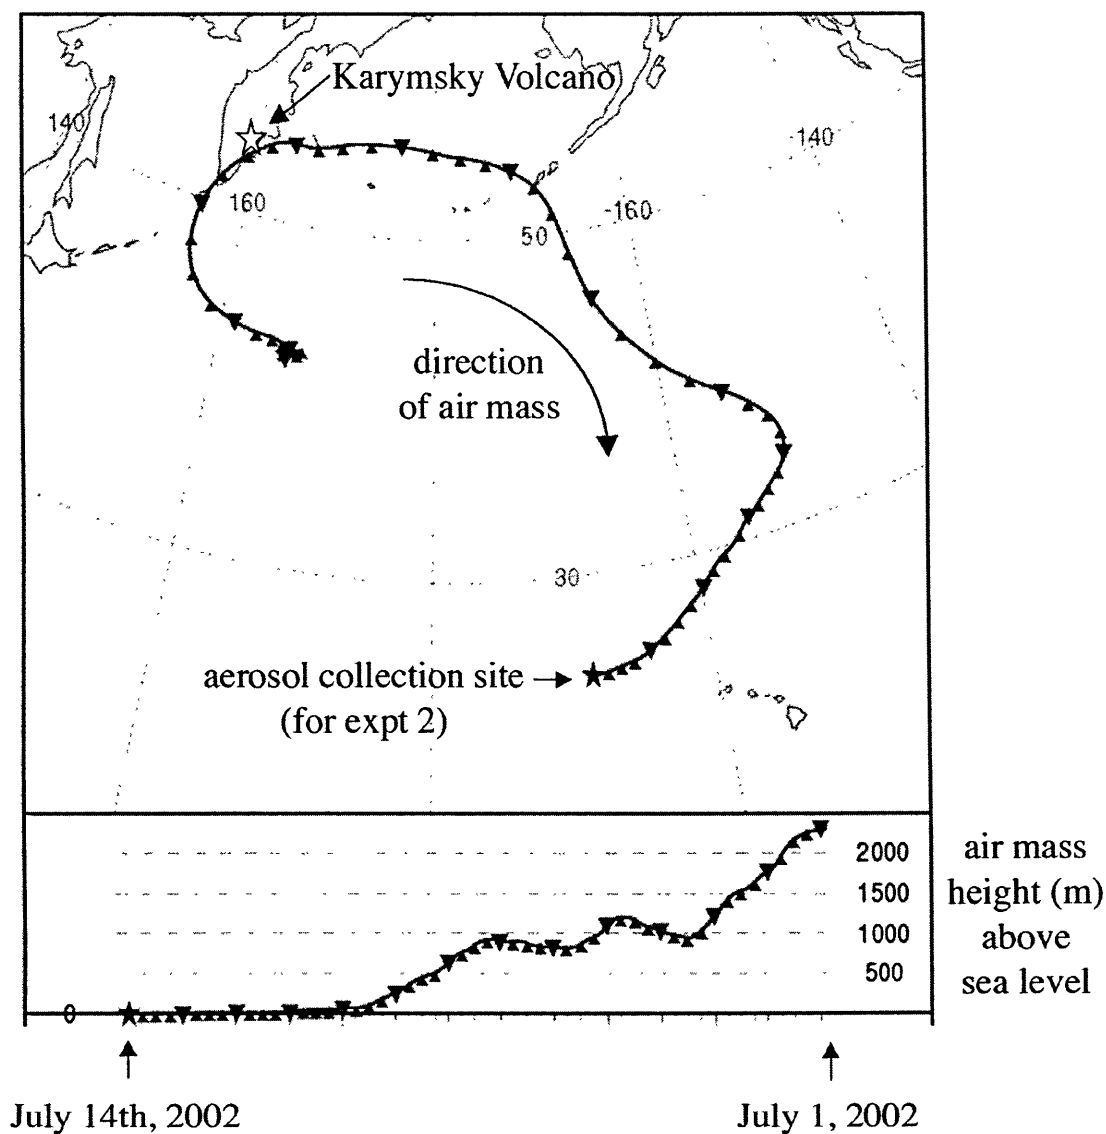 Karymsky Volcano
140
-140
160
-160
50
direction
of air mass
30
aerosol collection site
(for expt 2)
2000
1500
1000
500
0
air mass
height (m)
above
sea level
July 14th, 2002
July 1, 2002